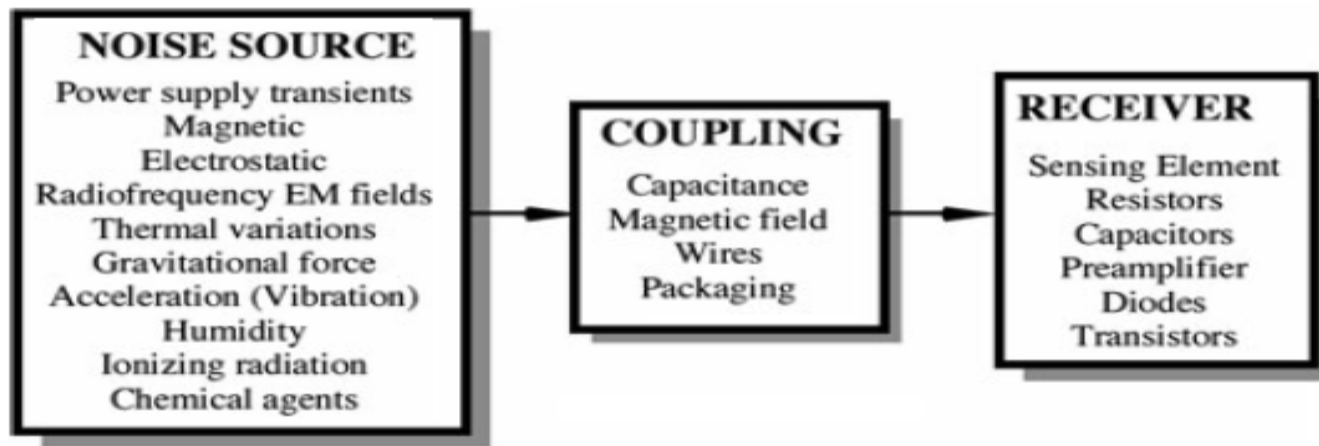 NOISE SOURCE
Power supply transients
Magnetic
Electrostatic
Radiofrequency EM fields
Thermal variations
Gravitational force
Acceleration (Vibration)
Humidity
Ionizing radiation
Chemical agents
COUPLING
Capacitance
Magnetic field
Wires
Packaging
RECEIVER
Sensing Element
Resistors
Capacitors
Preamplifier
Diodes
Transistors